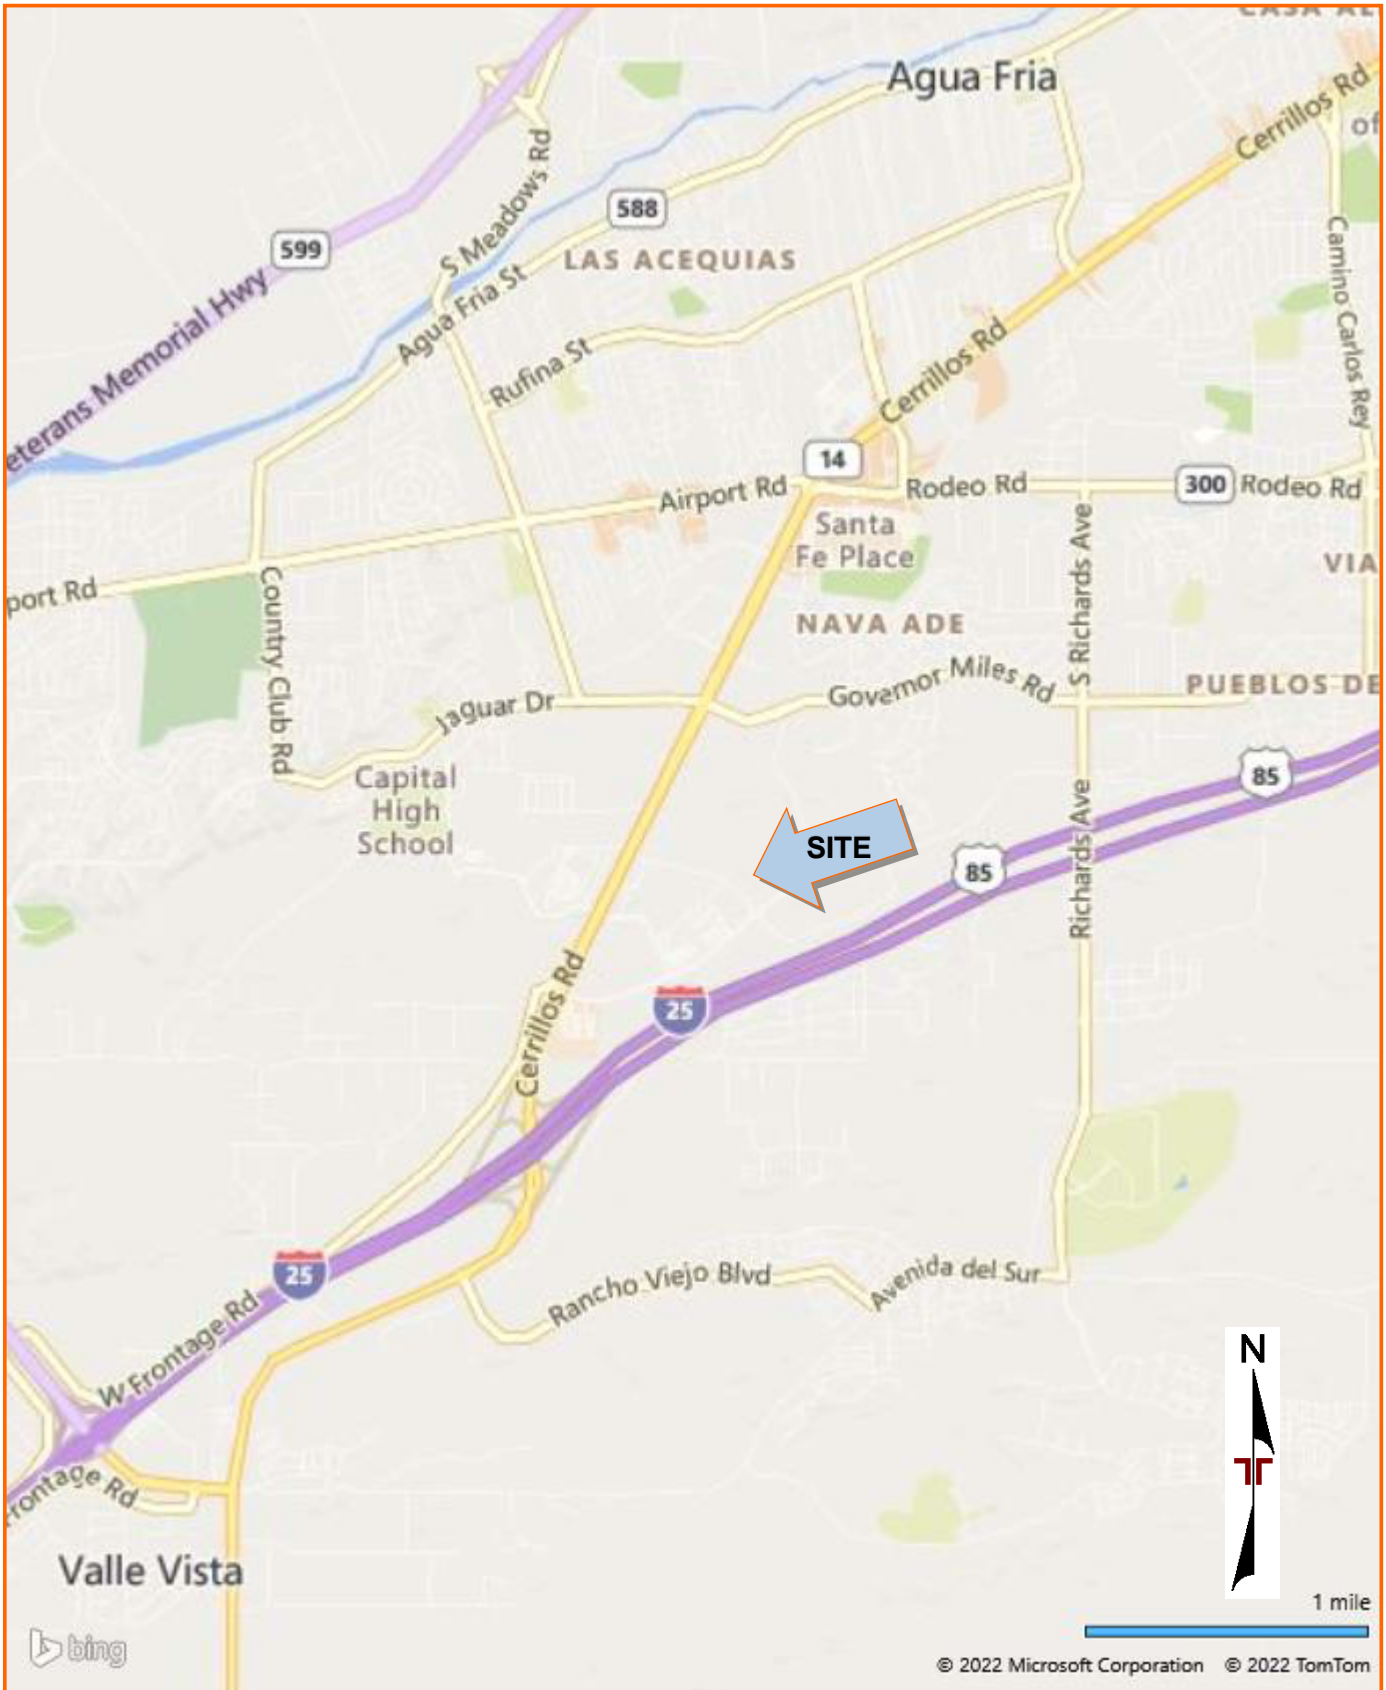 CASA AL
Agua Fria
Cerrillos Rd
of
S Meadows Rd
588
599
LAS ACEQUIAS
Camino Carlos Rey
eterans Memorial Hwy
Agua Fria St
Rufina St
Cerrillos Rd
14
Airport Rd
Rodeo Rd
300
Rodeo Rd
Santa
Fe Place
S Richards Ave
VIA
port Rd
Country Club Rd
NAVA ADE
Governor Miles Rd
PUEBLOS DE
Jaguar Dr
Capital
High
School
85
SITE
85
Richards Ave
Cerrillos Rd
25
25
Rancho Viejo Blvd
Avenida del Sur
W Frontage Rd
N
Frontage Rd
Valle Vista
1 mile
bing
© 2022 Microsoft Corporation © 2022 TomTom